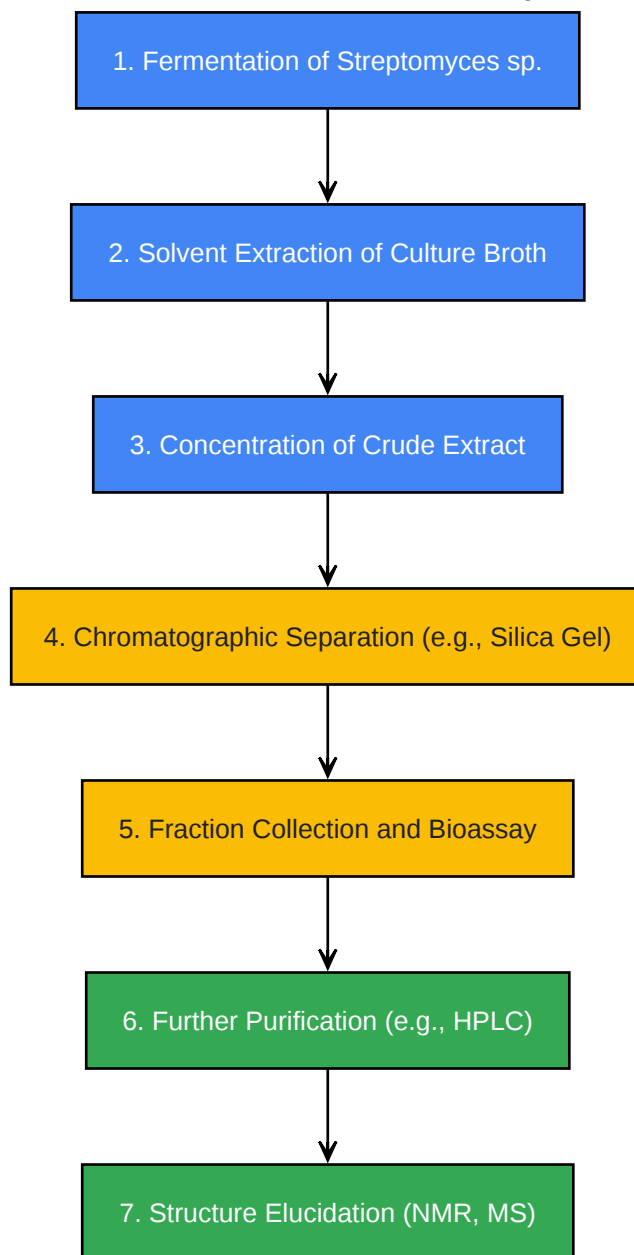 1. Fermentation of Streptomyces sp.
2. Solvent Extraction of Culture Broth
3. Concentration of Crude Extract
4. Chromatographic Separation (e.g., Silica Gel)
5. Fraction Collection and Bioassay
6. Further Purification (e.g., HPLC)
7. Structure Elucidation (NMR, MS)